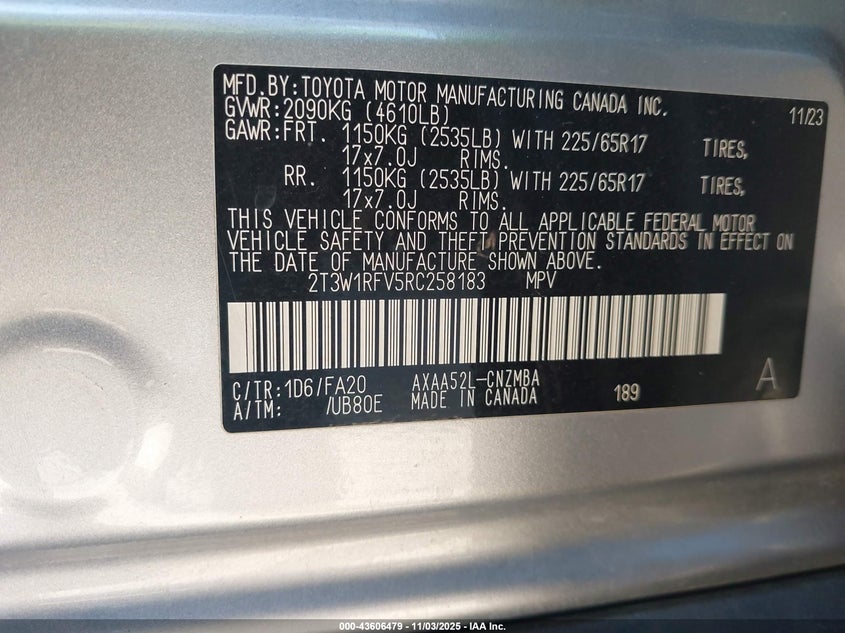 MFD.BY:TOYOTA MOTOR MANUFACTURING CANADA INC.
GVWR:2090KG (4610LB) 11/23
GAWR:FRT. 1150KG (2535LB) WITH 225/65R17 TIRES,
17x7.0J RIMS.
RR. 1150KG (2535LB) WITH 225/65R17 TIRES,
17x7.0J RIMS.
THIS VEHICLE CONFORMS TO ALL APPLICABLE FEDERAL MOTOR
VEHICLE SAFETY AND THEFT PREVENTION STANDARDS IN EFFECT ON
THE DATE OF MANUFACTURE SHOWN ABOVE.
2T3W1RFV5RC258183 MPV
C/TR:1D6/FA20 AXAA52L-CNZMBA 189 A
A/TM: /UB80E MADE IN CANADA
000-43606479 - 11/03/2025 - IAA Inc.